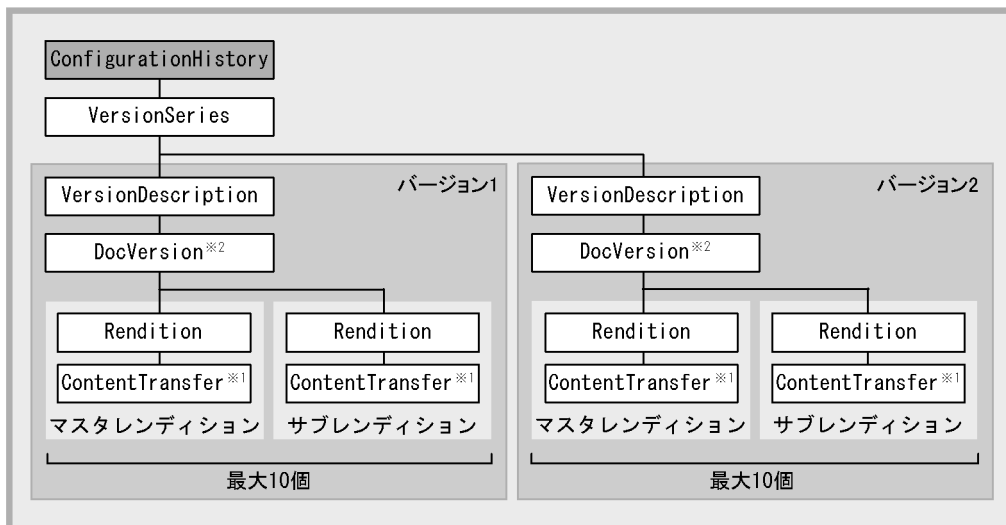 ConfigurationHistory
VersionSeries
バージョン1
VersionDescription
DocVersion※2
Rendition
Rendition
ContentTransfer※1
ContentTransfer※1
マスタレンディション
サブレンディション
最大10個
バージョン2
VersionDescription
DocVersion※2
Rendition
Rendition
ContentTransfer※1
ContentTransfer※1
マスタレンディション
サブレンディション
最大10個